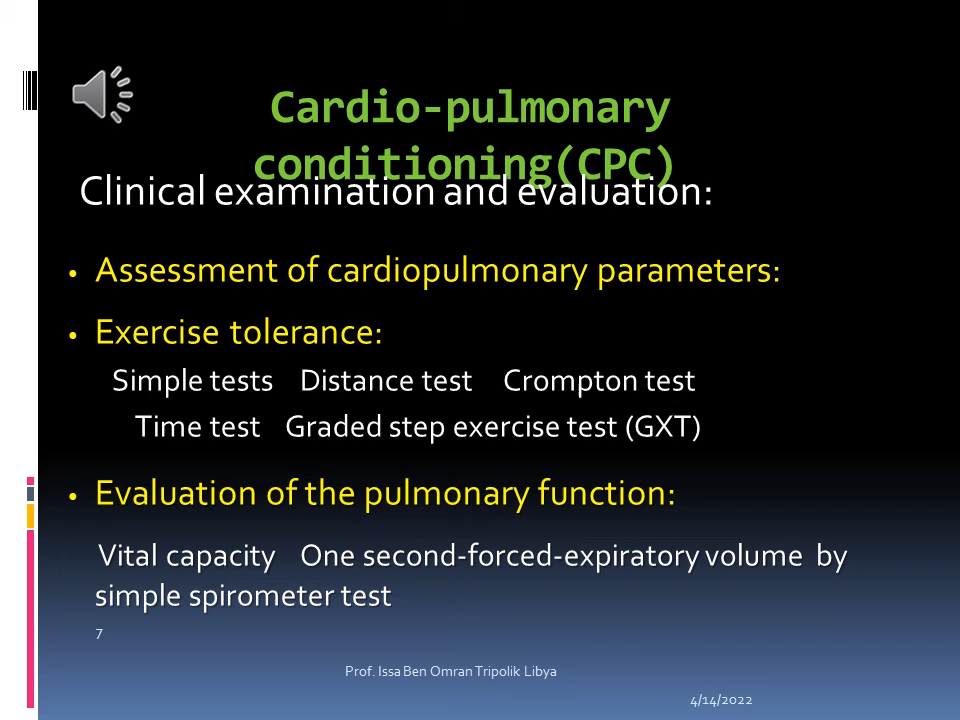 Cardio-pulmonary
conditioning(CPC)
Clinical examination and evaluation:
• Assessment of cardiopulmonary parameters:
• Exercise tolerance:
Simple tests Distance test Crompton test
Time test Graded step exercise test (GXT)
• Evaluation of the pulmonary function:
Vital capacity One second-forced-expiratory volume by
simple spirometer test
7
Prof. Issa Ben Omran Tripolik Libya
4/14/2022